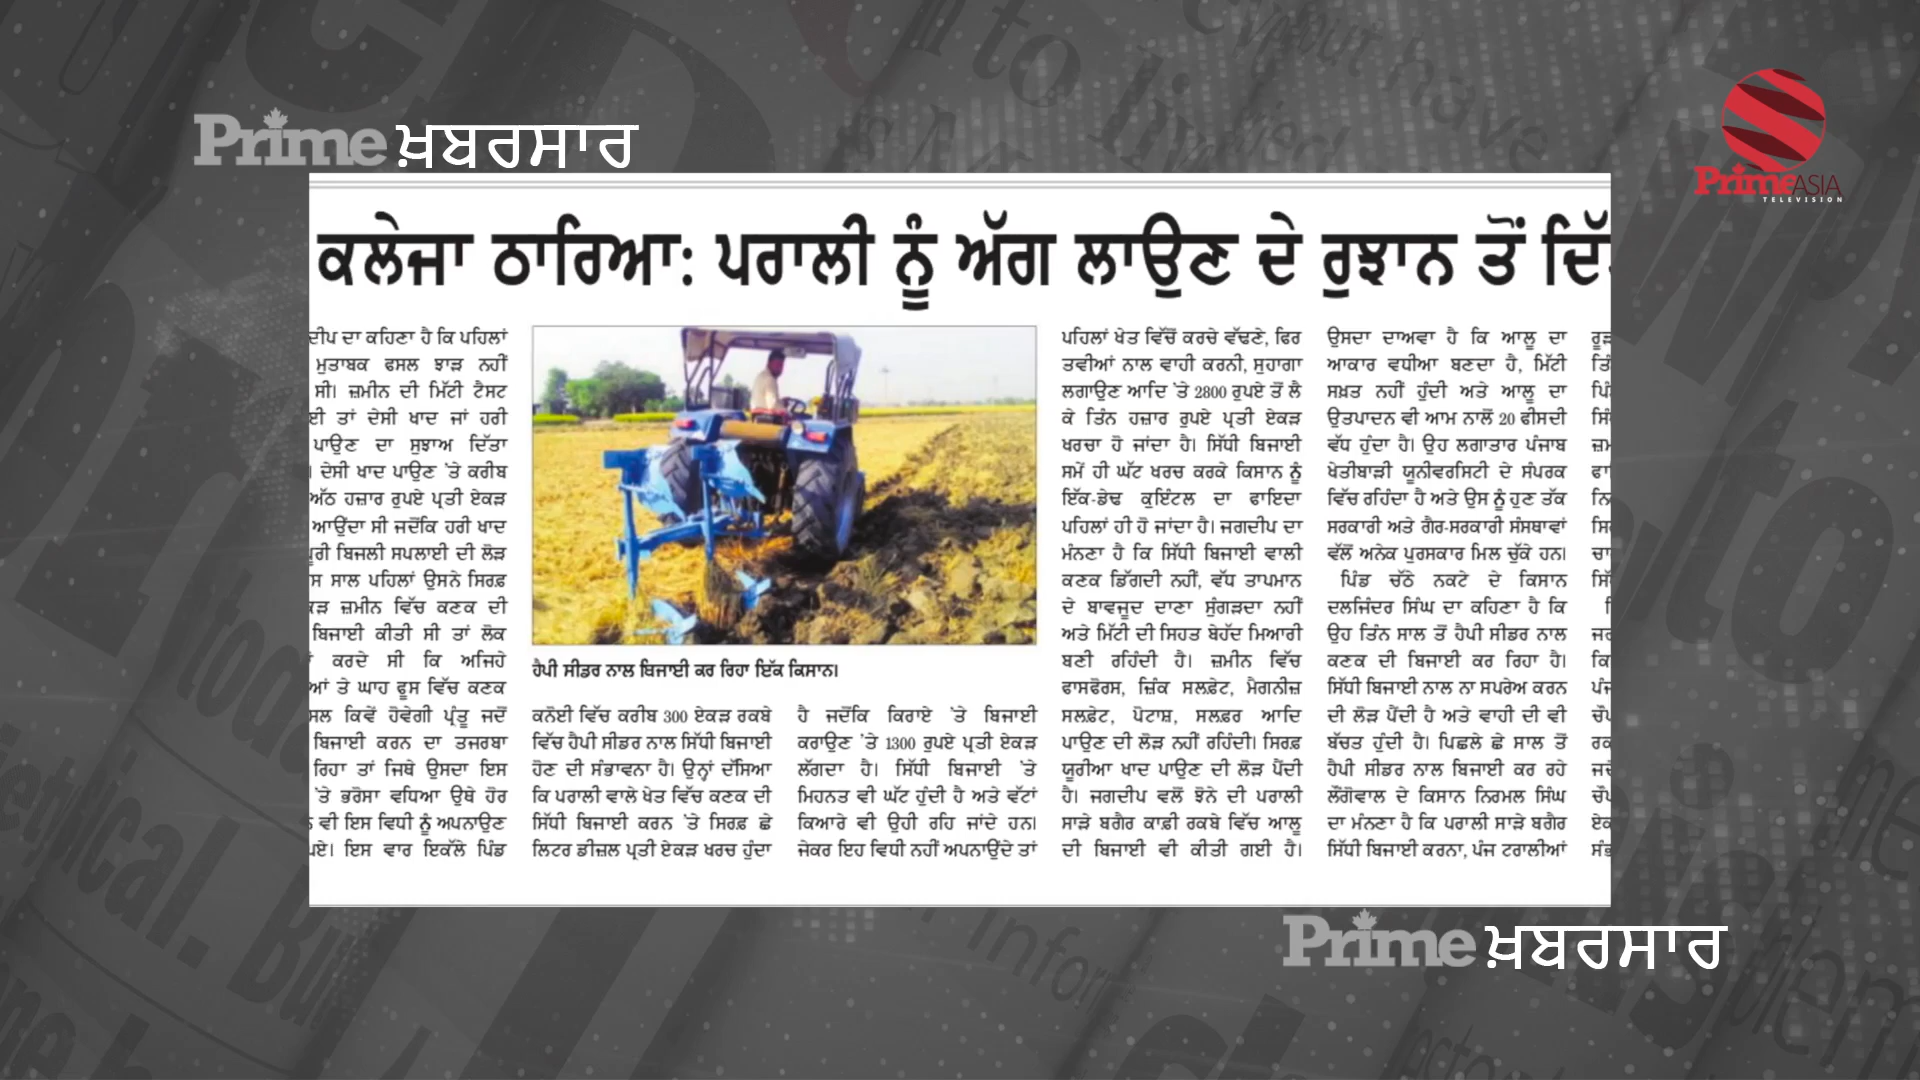 Prime ਖ਼ਬਰਸਾਰ
Prime ASIA
TELEVISION
ਕਲੇਜਾ ਠਾਰਿਆ: ਪਰਾਲੀ ਨੂੰ ਅੱਗ ਲਾਉਣ ਦੇ ਰੁਝਾਨ ਤੋਂ
ਦਾ ਕਹਿਣਾ ਹੈ ਕਿ ਪਹਿਲਾਂ
ਮੁਤਾਬਕ ਫਸਲ ਝਾੜ ਨਹੀਂ
ਸੀ। ਜ਼ਮੀਨ ਦੀ ਮਿੱਟੀ ਟੈਸਟ
ਤਾਂ ਦੇਸੀ ਖਾਦ ਜਾਂ ਹਰੀ
ਪਾਉਣ ਦਾ ਸੁਝਾਅ ਦਿੱਤਾ
ਦੇਸੀ ਖਾਦ ਪਾਉਣ 'ਤੇ ਕਰੀਬ
ਅੱਠ ਹਜ਼ਾਰ ਰੁਪਏ ਪ੍ਰਤੀ ਏਕੜ
ਆਉਂਦਾ ਸੀ ਜਦੋਂਕਿ ਹਰੀ ਖਾਦ
ਬਿਜਲੀ ਸਪਲਾਈ ਦੀ ਲੋੜ
ਸਾਲ ਪਹਿਲਾਂ ਉਸਨੇ ਸਿਰਫ਼
ਜ਼ਮੀਨ ਵਿੱਚ ਕਣਕ ਦੀ
ਬਿਜਾਈ ਕੀਤੀ ਸੀ ਤਾਂ ਲੋਕ
ਕਰਦੇ ਸੀ ਕਿ ਅਜਿਹੇ
ਤੇ ਘਾਹ ਫੂਸ ਵਿੱਚ ਕਣਕ
ਕਿਵੇਂ ਹੋਵੇਗੀ ਪ੍ਰੰਤੂ ਜਦੋਂ
ਬਿਜਾਈ ਕਰਨ ਦਾ ਤਜਰਬਾ
ਰਿਹਾ ਤਾਂ ਜਿਥੇ ਉਸਦਾ ਇਸ
'ਤੇ ਭਰੋਸਾ ਵਧਿਆ ਉਥੇ ਹੋਰ
ਵੀ ਇਸ ਵਿਧੀ ਨੂੰ ਅਪਨਾਉਣ
ਇਸ ਵਾਰ ਇਕੱਲੇ ਪਿੰਡ
ਹੈਪੀ ਸੀਡਰ ਨਾਲ ਬਿਜਾਈ ਕਰ ਰਿਹਾ ਇੱਕ ਕਿਸਾਨ।
ਕਨੋਈ ਵਿੱਚ ਕਰੀਬ 300 ਏਕੜ ਰਕਬੇ
ਵਿੱਚ ਹੈਪੀ ਸੀਡਰ ਨਾਲ ਸਿੱਧੀ ਬਿਜਾਈ
ਹੋਣ ਦੀ ਸੰਭਾਵਨਾ ਹੈ। ਉਨ੍ਹਾਂ ਦੱਸਿਆ
ਕਿ ਪਰਾਲੀ ਵਾਲੇ ਖੇਤ ਵਿੱਚ ਕਣਕ ਦੀ
ਸਿੱਧੀ ਬਿਜਾਈ ਕਰਨ 'ਤੇ ਸਿਰਫ਼ ਛੇ
ਲਿਟਰ ਡੀਜ਼ਲ ਪ੍ਰਤੀ ਏਕੜ ਖਰਚ ਹੁੰਦਾ
ਹੈ ਜਦੋਂਕਿ ਕਿਰਾਏ 'ਤੇ ਬਿਜਾਈ
ਕਰਾਉਣ 'ਤੇ 1300 ਰੁਪਏ ਪ੍ਰਤੀ ਏਕੜ
ਲੱਗਦਾ ਹੈ। ਸਿੱਧੀ ਬਿਜਾਈ 'ਤੇ
ਮਿਹਨਤ ਵੀ ਘੱਟ ਹੁੰਦੀ ਹੈ ਅਤੇ ਵੱਟਾਂ
ਕਿਆਰੇ ਵੀ ਉਹੀ ਰਹਿ ਜਾਂਦੇ ਹਨ।
ਜੇਕਰ ਇਹ ਵਿਧੀ ਨਹੀਂ ਅਪਨਾਉਂਦੇ ਤਾਂ
ਪਹਿਲਾਂ ਖੇਤ ਵਿੱਚੋਂ ਕਰਚੇ ਵੱਢਣੇ, ਫਿਰ
ਤਵੀਆਂ ਨਾਲ ਵਾਹੀ ਕਰਨੀ, ਸੁਹਾਗਾ
ਲਗਾਉਣ ਆਦਿ 'ਤੇ 2800 ਰੁਪਏ ਤੋਂ ਲੈ
ਕੇ ਤਿੰਨ ਹਜ਼ਾਰ ਰੁਪਏ ਪ੍ਰਤੀ ਏਕੜ
ਖਰਚਾ ਹੋ ਜਾਂਦਾ ਹੈ। ਸਿੱਧੀ ਬਿਜਾਈ
ਸਮੇਂ ਹੀ ਘੱਟ ਖਰਚ ਕਰਕੇ ਕਿਸਾਨ ਨੂੰ
ਇੱਕ-ਡੇਢ ਕੁਇੰਟਲ ਦਾ ਫਾਇਦਾ
ਪਹਿਲਾਂ ਹੀ ਹੋ ਜਾਂਦਾ ਹੈ। ਜਗਦੀਪ ਦਾ
ਮੰਨਣਾ ਹੈ ਕਿ ਸਿੱਧੀ ਬਿਜਾਈ ਵਾਲੀ
ਕਣਕ ਡਿੱਗਦੀ ਨਹੀਂ, ਵੱਧ ਤਾਪਮਾਨ
ਦੇ ਬਾਵਜੂਦ ਦਾਣਾ ਸੁੰਗੜਦਾ ਨਹੀਂ
ਅਤੇ ਮਿੱਟੀ ਦੀ ਸਿਹਤ ਬੇਹੱਦ ਮਿਆਰੀ
ਬਣੀ ਰਹਿੰਦੀ ਹੈ। ਜ਼ਮੀਨ ਵਿੱਚ
ਫਾਸਫੋਰਸ, ਜ਼ਿੰਕ ਸਲਫ਼ੇਟ, ਮੈਗਨੀਜ਼
ਸਲਫ਼ੇਟ, ਪੋਟਾਸ਼, ਸਲਫ਼ਰ ਆਦਿ
ਪਾਉਣ ਦੀ ਲੋੜ ਨਹੀਂ ਰਹਿੰਦੀ। ਸਿਰਫ਼
ਯੂਰੀਆ ਖਾਦ ਪਾਉਣ ਦੀ ਲੋੜ ਪੈਂਦੀ
ਹੈ। ਜਗਦੀਪ ਵਲੋਂ ਝੋਨੇ ਦੀ ਪਰਾਲੀ
ਸਾੜੇ ਬਗੈਰ ਕਾਫ਼ੀ ਰਕਬੇ ਵਿੱਚ ਆਲੂ
ਦੀ ਬਿਜਾਈ ਵੀ ਕੀਤੀ ਗਈ ਹੈ।
ਉਸਦਾ ਦਾਅਵਾ ਹੈ ਕਿ ਆਲੂ ਦਾ
ਆਕਾਰ ਵਧੀਆ ਬਣਦਾ ਹੈ, ਮਿੱਟੀ
ਸਖ਼ਤ ਨਹੀਂ ਹੁੰਦੀ ਅਤੇ ਆਲੂ ਦਾ
ਉਤਪਾਦਨ ਵੀ ਆਮ ਨਾਲੋਂ 20 ਫੀਸਦੀ
ਵੱਧ ਹੁੰਦਾ ਹੈ। ਉਹ ਲਗਾਤਾਰ ਪੰਜਾਬ
ਖੇਤੀਬਾੜੀ ਯੂਨੀਵਰਸਿਟੀ ਦੇ ਸੰਪਰਕ
ਵਿੱਚ ਰਹਿੰਦਾ ਹੈ ਅਤੇ ਉਸ ਨੂੰ ਹੁਣ ਤੱਕ
ਸਰਕਾਰੀ ਅਤੇ ਗੈਰ-ਸਰਕਾਰੀ ਸੰਸਥਾਵਾਂ
ਵੱਲੋਂ ਅਨੇਕ ਪੁਰਸਕਾਰ ਮਿਲ ਚੁੱਕੇ ਹਨ।
ਪਿੰਡ ਚੱਠੇ ਨਕਟੇ ਦੇ ਕਿਸਾਨ
ਦਲਜਿੰਦਰ ਸਿੰਘ ਦਾ ਕਹਿਣਾ ਹੈ ਕਿ
ਉਹ ਤਿੰਨ ਸਾਲ ਤੋਂ ਹੈਪੀ ਸੀਡਰ ਨਾਲ
ਕਣਕ ਦੀ ਬਿਜਾਈ ਕਰ ਰਿਹਾ ਹੈ।
ਸਿੱਧੀ ਬਿਜਾਈ ਨਾਲ ਨਾ ਸਪਰੇਅ ਕਰਨ
ਦੀ ਲੋੜ ਪੈਂਦੀ ਹੈ ਅਤੇ ਵਾਹੀ ਦੀ ਵੀ
ਬੱਚਤ ਹੁੰਦੀ ਹੈ। ਪਿਛਲੇ ਛੇ ਸਾਲ ਤੋਂ
ਹੈਪੀ ਸੀਡਰ ਨਾਲ ਬਿਜਾਈ ਕਰ ਰਹੇ
ਲੌਂਗੋਵਾਲ ਦੇ ਕਿਸਾਨ ਨਿਰਮਲ ਸਿੰਘ
ਦਾ ਮੰਨਣਾ ਹੈ ਕਿ ਪਰਾਲੀ ਸਾੜੇ ਬਗੈਰ
ਸਿੱਧੀ ਬਿਜਾਈ ਕਰਨਾ, ਪੰਜ ਟਰਾਲੀਆਂ
Prime ਖ਼ਬਰਸਾਰ